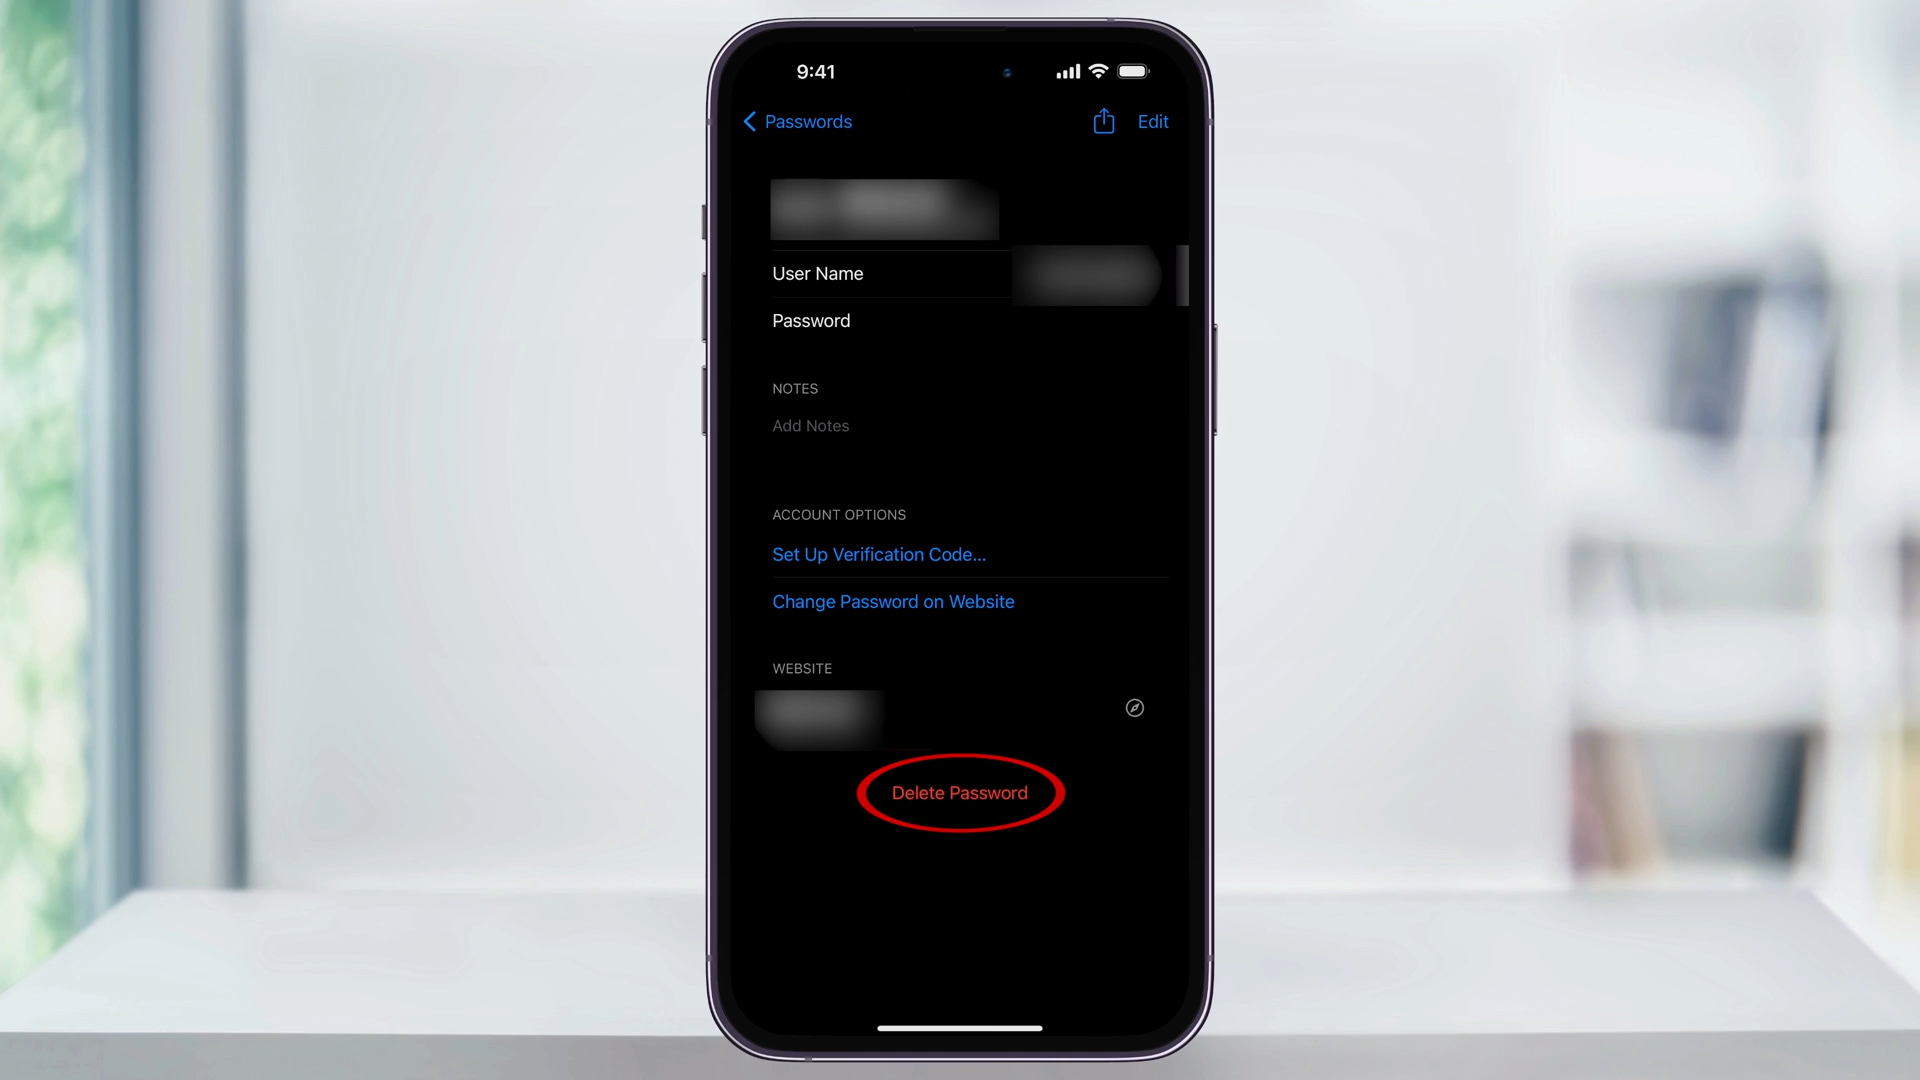 9:41
Passwords
Edit
User Name
Password
NOTES
Add Notes
ACCOUNT OPTIONS
Set Up Verification Code...
Change Password on Website
WEBSITE
Delete Password